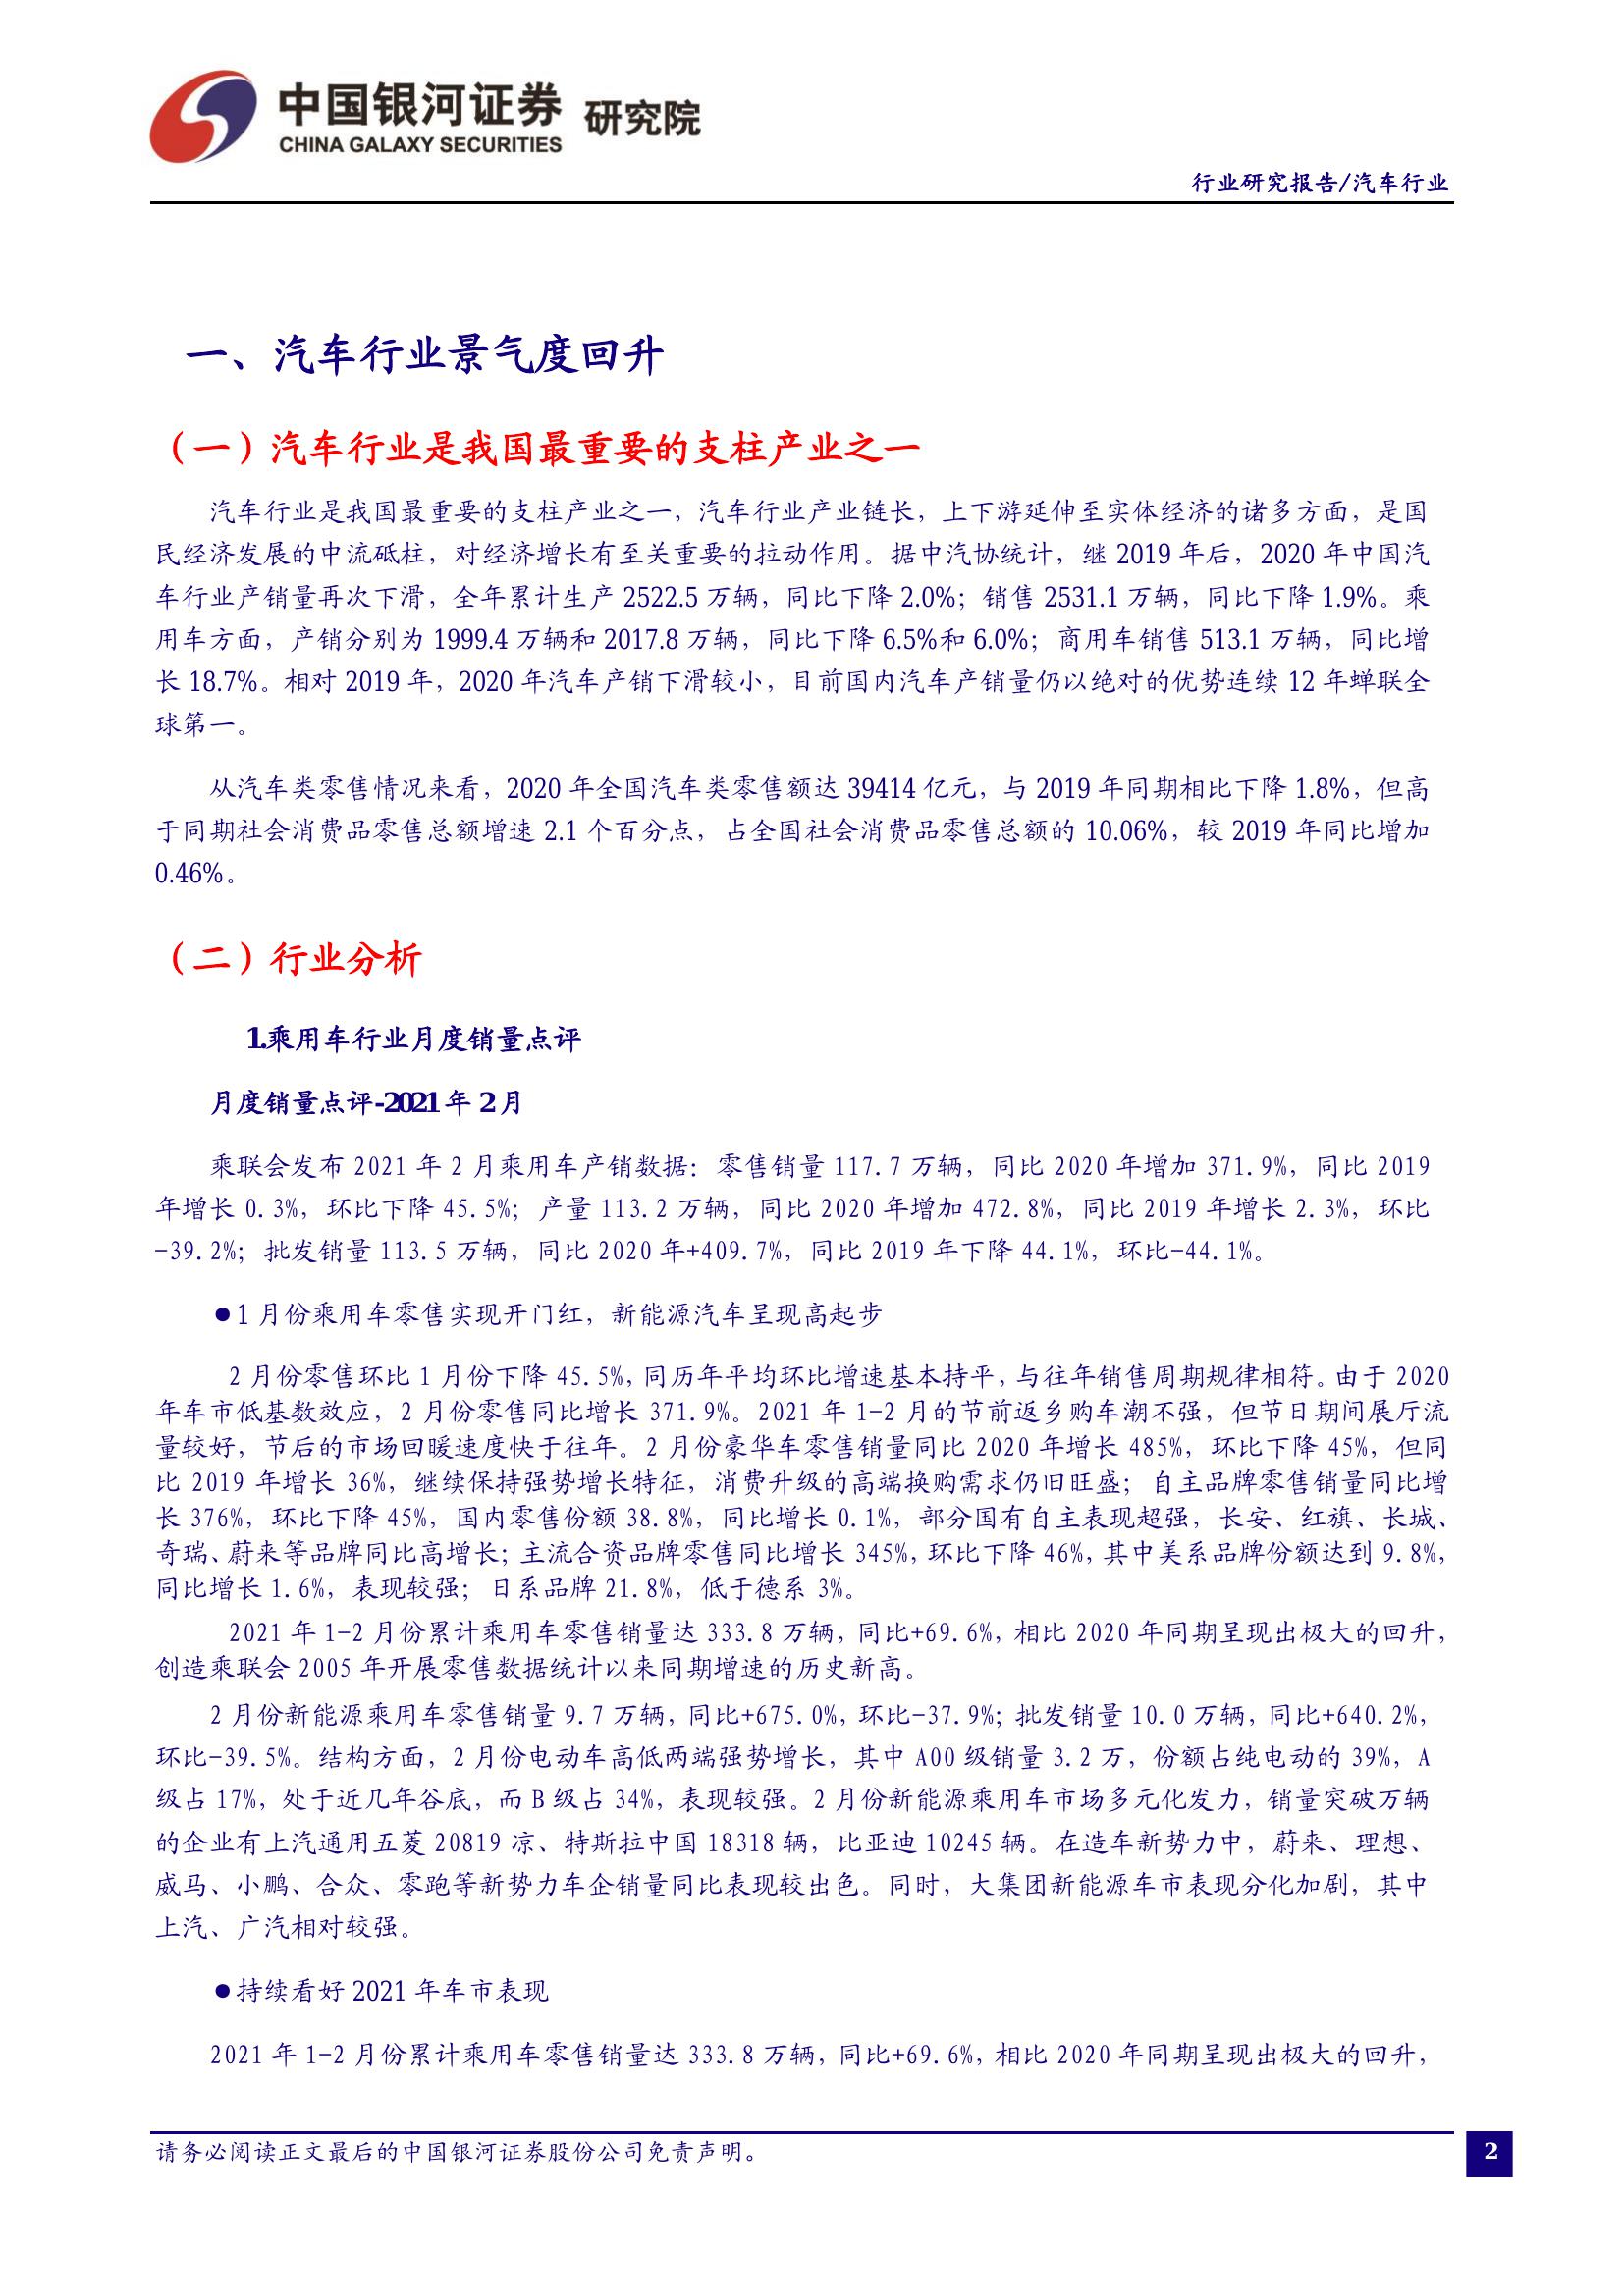 中国银河证券 研究院
CHINA GALAXY SECURITIES
行业研究报告/汽车行业
一、汽车行业景气度回升
（一）汽车行业是我国最重要的支柱产业之一
汽车行业是我国最重要的支柱产业之一，汽车行业产业链长，上下游延伸至实体经济的诸多方面，是国
民经济发展的中流砥柱，对经济增长有至关重要的拉动作用。据中汽协统计，继 2019 年后，2020 年中国汽
车行业产销量再次下滑，全年累计生产 2522.5 万辆，同比下降 2.0%；销售 2531.1 万辆，同比下降 1.9%。乘
用车方面，产销分别为 1999.4 万辆和 2017.8 万辆，同比下降 6.5%和 6.0%；商用车销售 513.1 万辆，同比增
长 18.7%。相对 2019 年，2020 年汽车产销下滑较小，目前国内汽车产销量仍以绝对的优势连续 12 年蝉联全
球第一。
从汽车类零售情况来看，2020 年全国汽车类零售额达 39414 亿元，与 2019 年同期相比下降 1.8%，但高
于同期社会消费品零售总额增速 2.1 个百分点，占全国社会消费品零售总额的 10.06%，较 2019 年同比增加
0.46%。
（二）行业分析
1.乘用车行业月度销量点评
月度销量点评-2021 年 2 月
乘联会发布 2021 年 2 月乘用车产销数据：零售销量 117.7 万辆，同比 2020 年增加 371.9%，同比 2019
年增长 0.3%，环比下降 45.5%；产量 113.2 万辆，同比 2020 年增加 472.8%，同比 2019 年增长 2.3%，环比
-39.2%；批发销量 113.5 万辆，同比 2020 年+409.7%，同比 2019 年下降 44.1%，环比-44.1%。
●1 月份乘用车零售实现开门红，新能源汽车呈现高起步
2 月份零售环比 1 月份下降 45.5%，同历年平均环比增速基本持平，与往年销售周期规律相符。由于 2020
年车市低基数效应，2 月份零售同比增长 371.9%。2021 年 1-2 月的节前返乡购车潮不强，但节日期间展厅流
量较好，节后的市场回暖速度快于往年。2 月份豪华车零售销量同比 2020 年增长 485%，环比下降 45%，但同
比 2019 年增长 36%，继续保持强势增长特征，消费升级的高端换购需求仍旧旺盛；自主品牌零售销量同比增
长 376%，环比下降 45%，国内零售份额 38.8%，同比增长 0.1%，部分国有自主表现超强，长安、红旗、长城、
奇瑞、蔚来等品牌同比高增长；主流合资品牌零售同比增长 345%，环比下降 46%，其中美系品牌份额达到 9.8%，
同比增长 1.6%，表现较强；日系品牌 21.8%，低于德系 3%。
2021 年 1-2 月份累计乘用车零售销量达 333.8 万辆，同比+69.6%，相比 2020 年同期呈现出极大的回升，
创造乘联会 2005 年开展零售数据统计以来同期增速的历史新高。
2 月份新能源乘用车零售销量 9.7 万辆，同比+675.0%，环比-37.9%；批发销量 10.0 万辆，同比+640.2%，
环比-39.5%。结构方面，2 月份电动车高低两端强势增长，其中 A00 级销量 3.2 万，份额占纯电动的 39%，A
级占 17%，处于近几年谷底，而 B 级占 34%，表现较强。2 月份新能源乘用车市场多元化发力，销量突破万辆
的企业有上汽通用五菱 20819 凉、特斯拉中国 18318 辆，比亚迪 10245 辆。在造车新势力中，蔚来、理想、
威马、小鹏、合众、零跑等新势力车企销量同比表现较出色。同时，大集团新能源车市表现分化加剧，其中
上汽、广汽相对较强。
●持续看好 2021 年车市表现
2021 年 1-2 月份累计乘用车零售销量达 333.8 万辆，同比+69.6%，相比 2020 年同期呈现出极大的回升，
请务必阅读正文最后的中国银河证券股份公司免责声明。
2